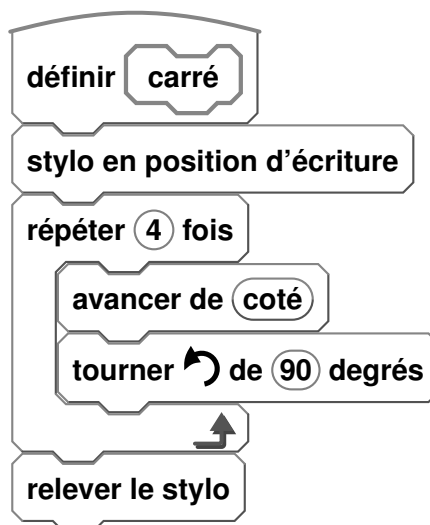 définir carré
stylo en position d'écriture
répéter 4 fois
avancer de coté
tourner de 90 degrés
relever le stylo